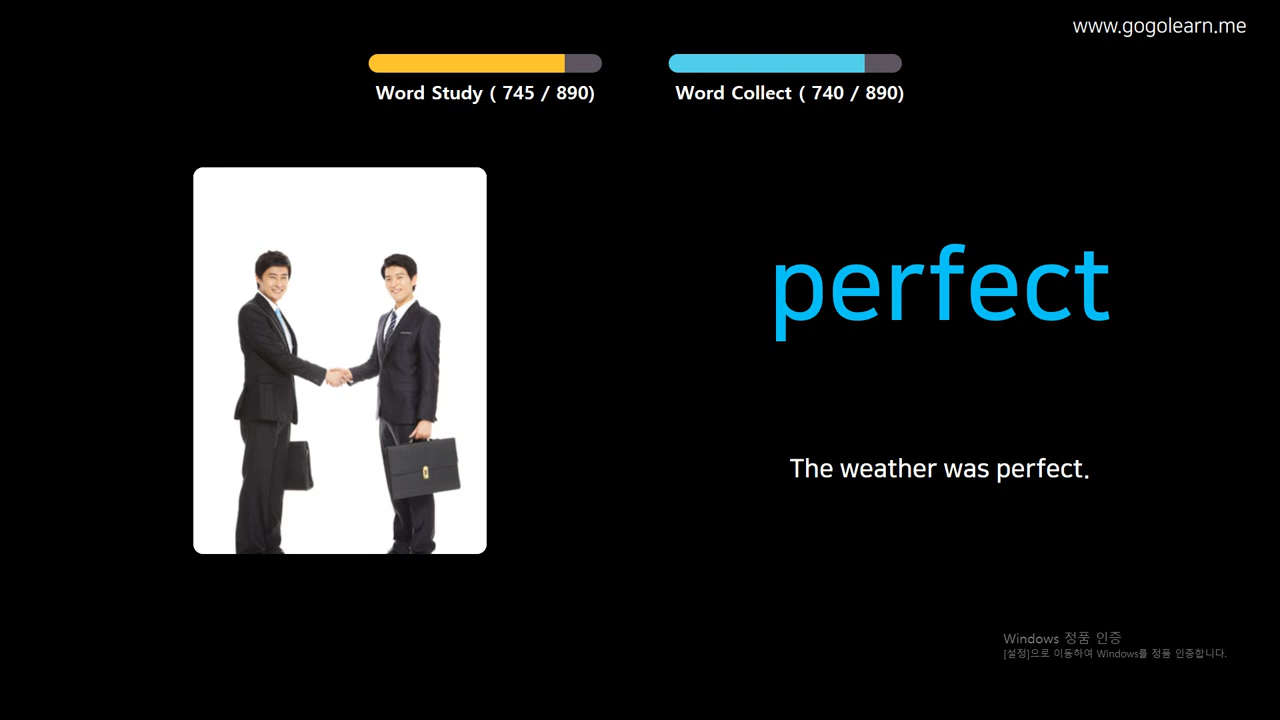 www.gogolearn.me
Word Study ( 745 / 890)
Word Collect ( 740 / 890)
perfect
The weather was perfect.
Windows 정품 인증
[설정]으로 이동하여 Windows를 정품 인증합니다.